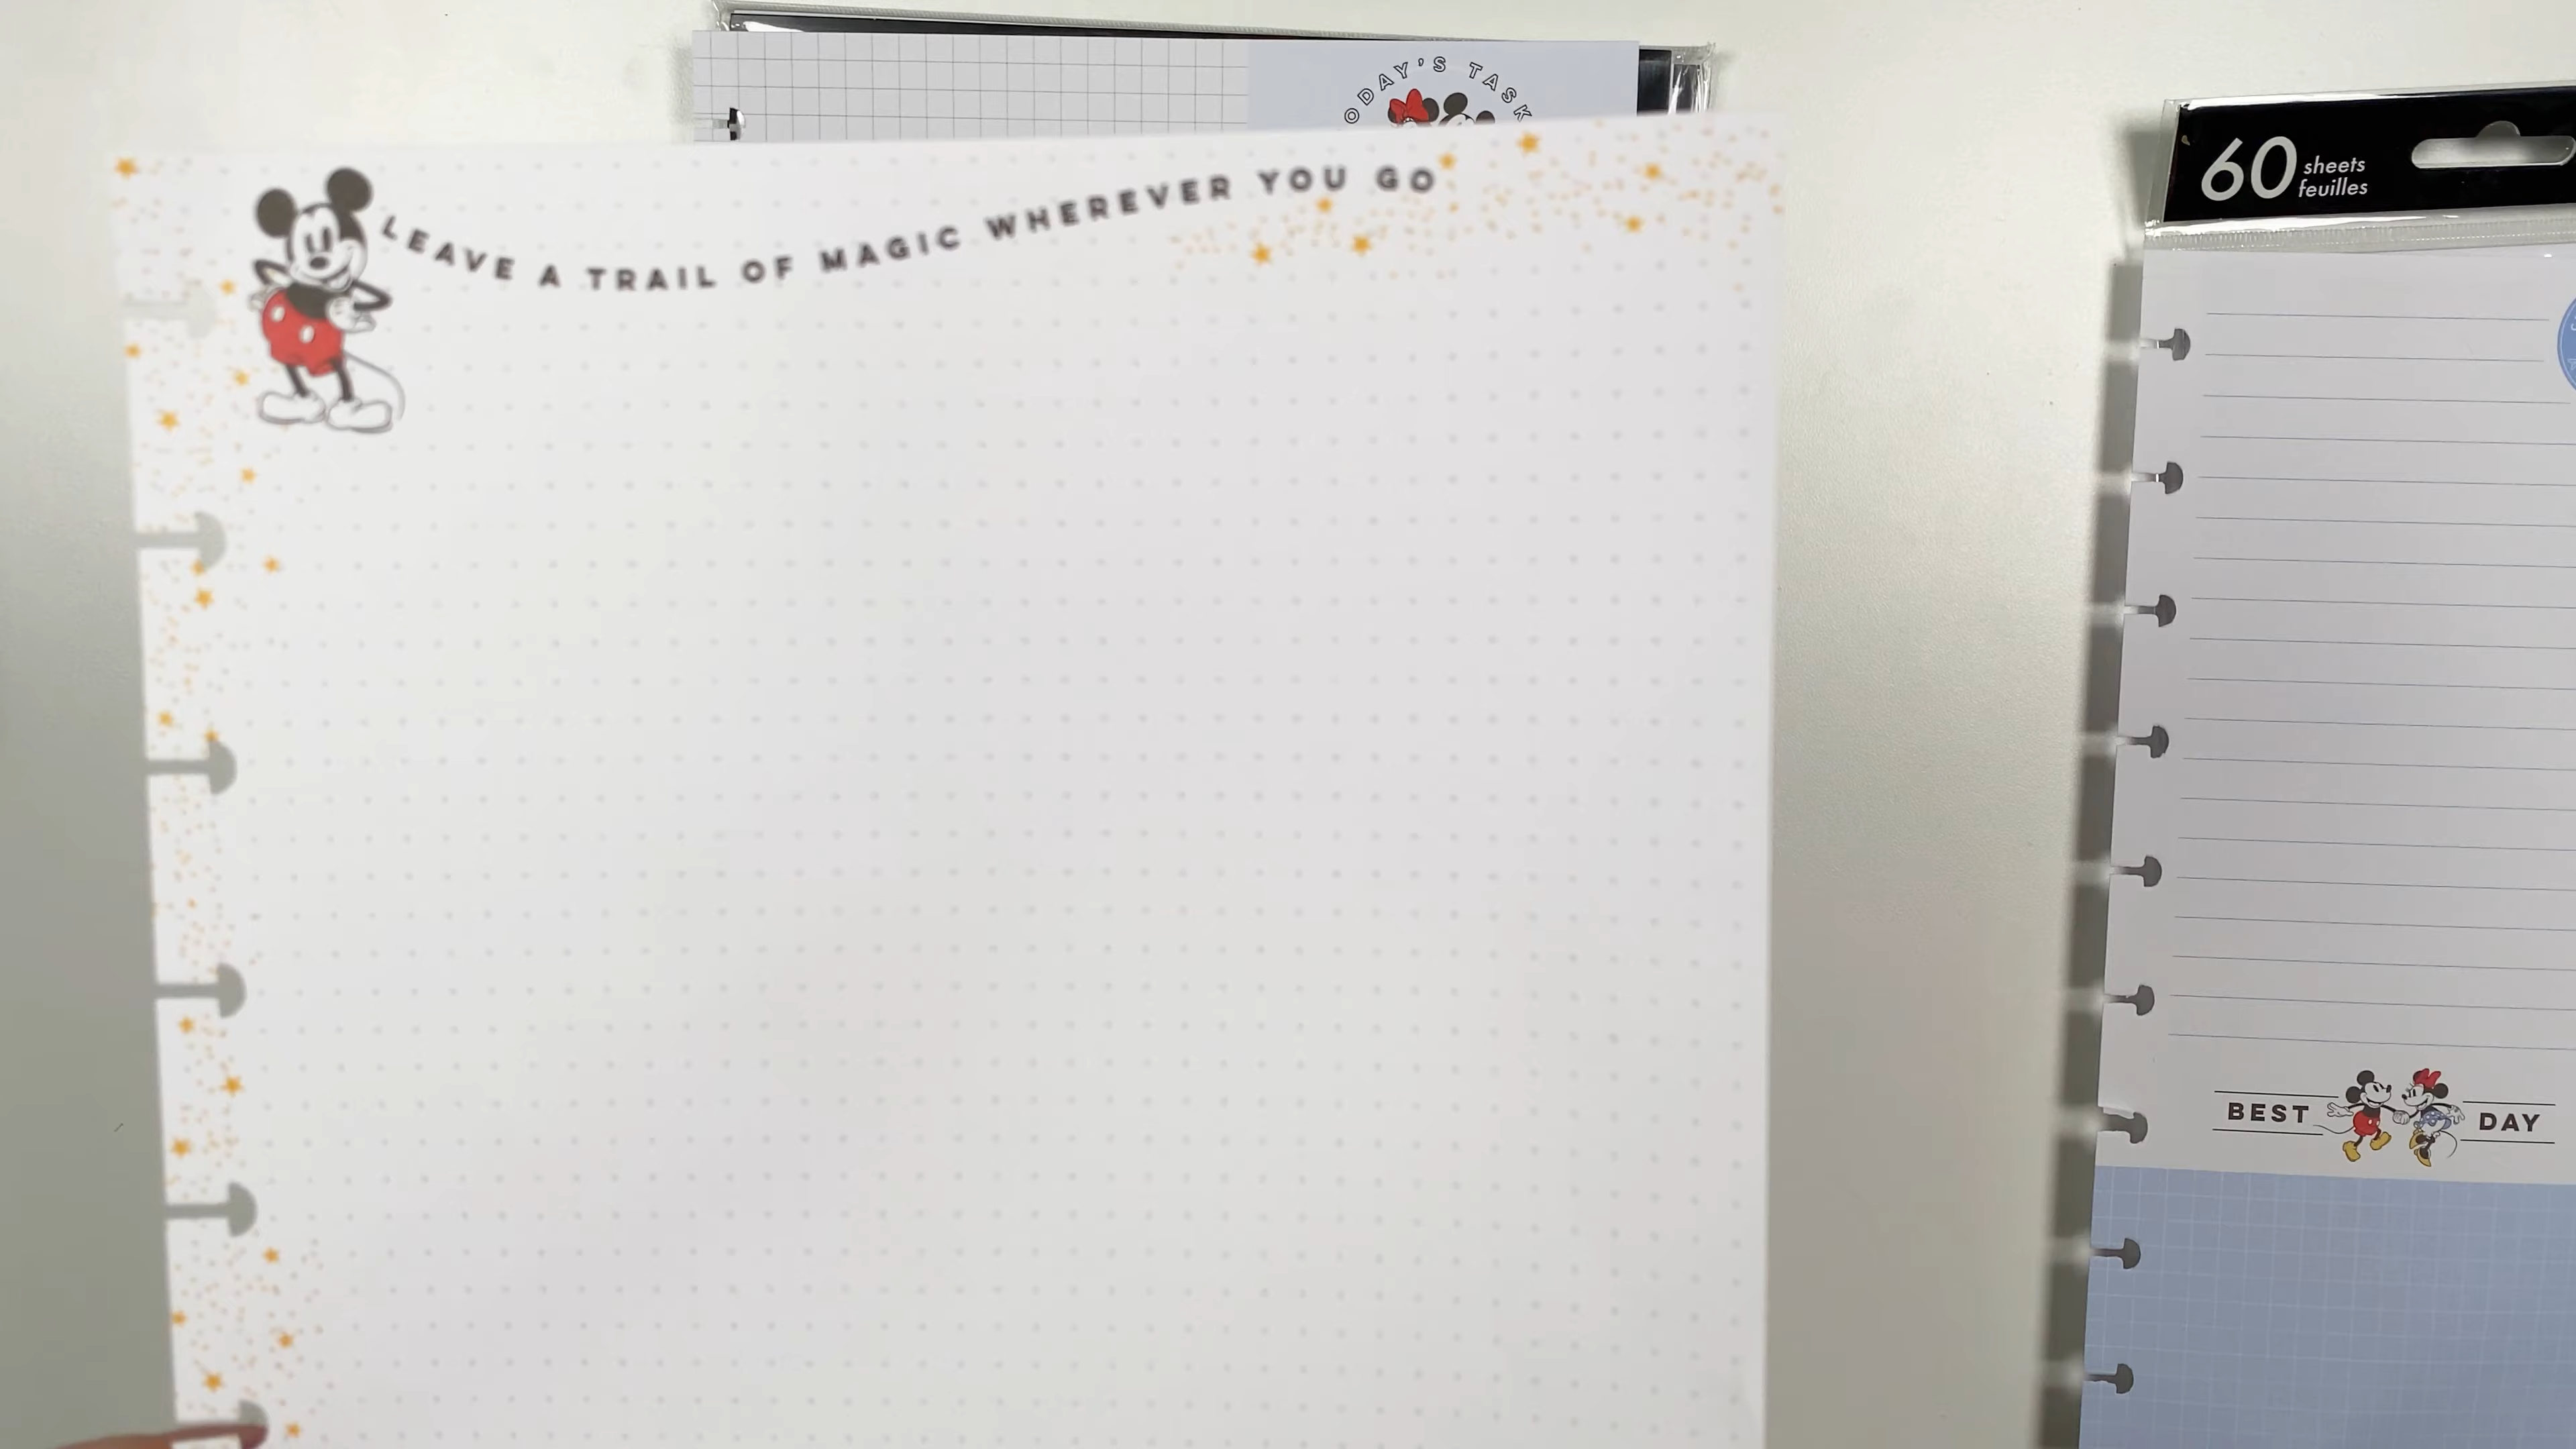 ODAY'S TASK
LEAVE A TRAIL OF MAGIC WHEREVER YOU GO
60 sheets
feuilles
BEST DAY